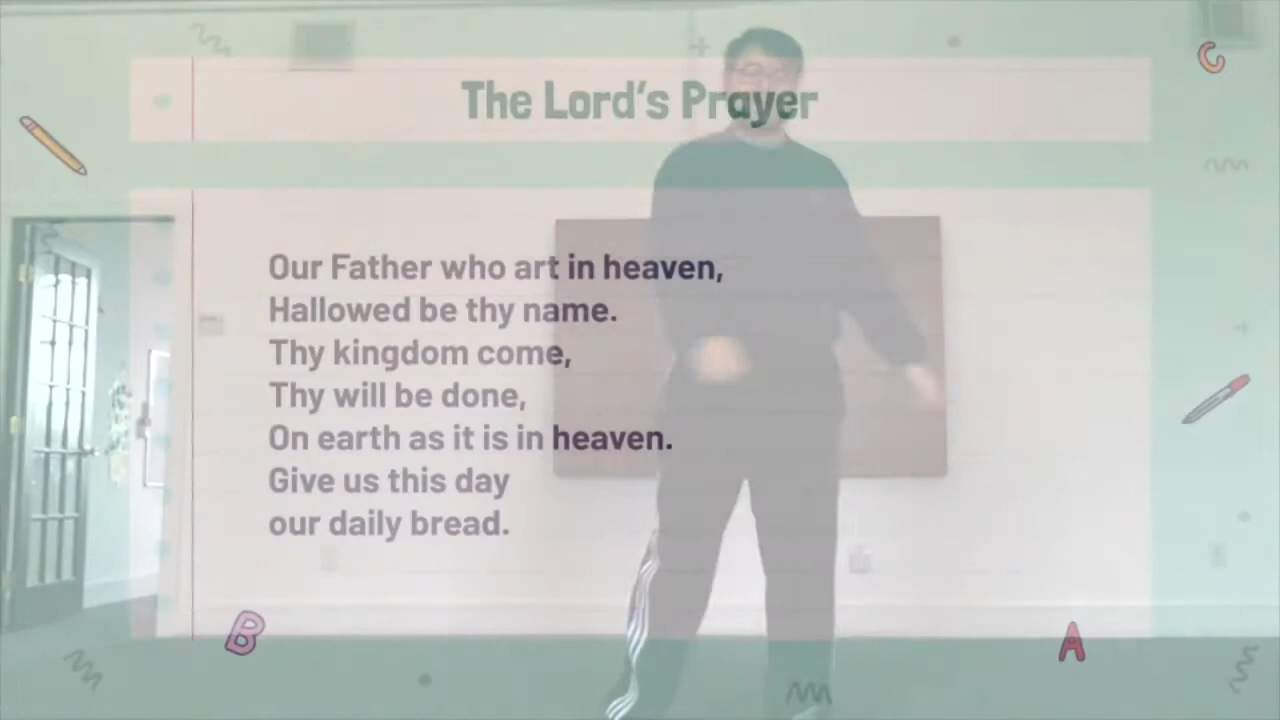 The Lord's Prayer
Our Father who art in heaven,
Hallowed be thy name.
Thy kingdom come,
Thy will be done,
On earth as it is in heaven.
Give us this day
our daily bread.
C
B
A